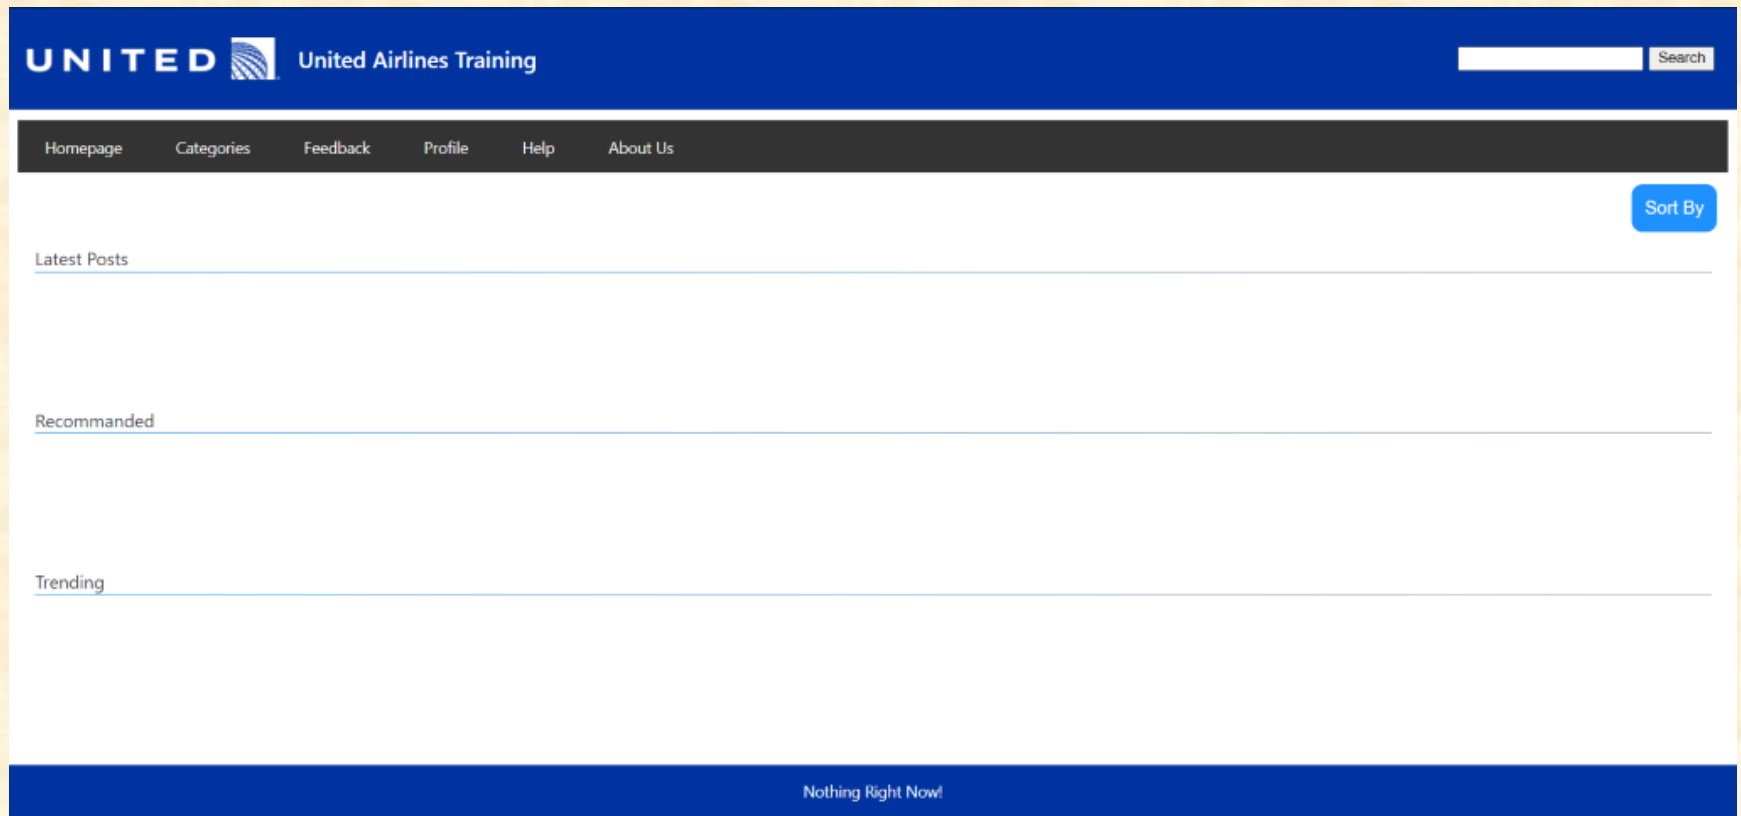 UNITED United Airlines Training Search
Homepage Categories Feedback Profile Help About Us
Sort By
Latest Posts
Recommanded
Trending
Nothing Right Now!